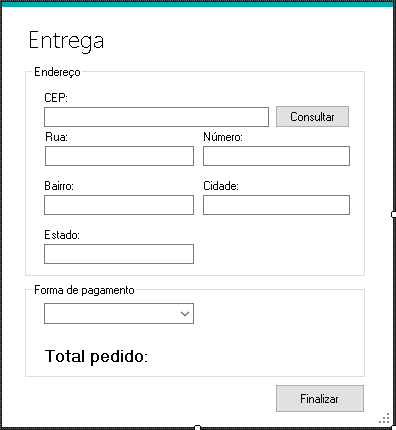 Entrega
Endereço
CEP:
Consultar
Rua: Número:
Bairro: Cidade:
Estado:
Forma de pagamento
Total pedido:
Finalizar